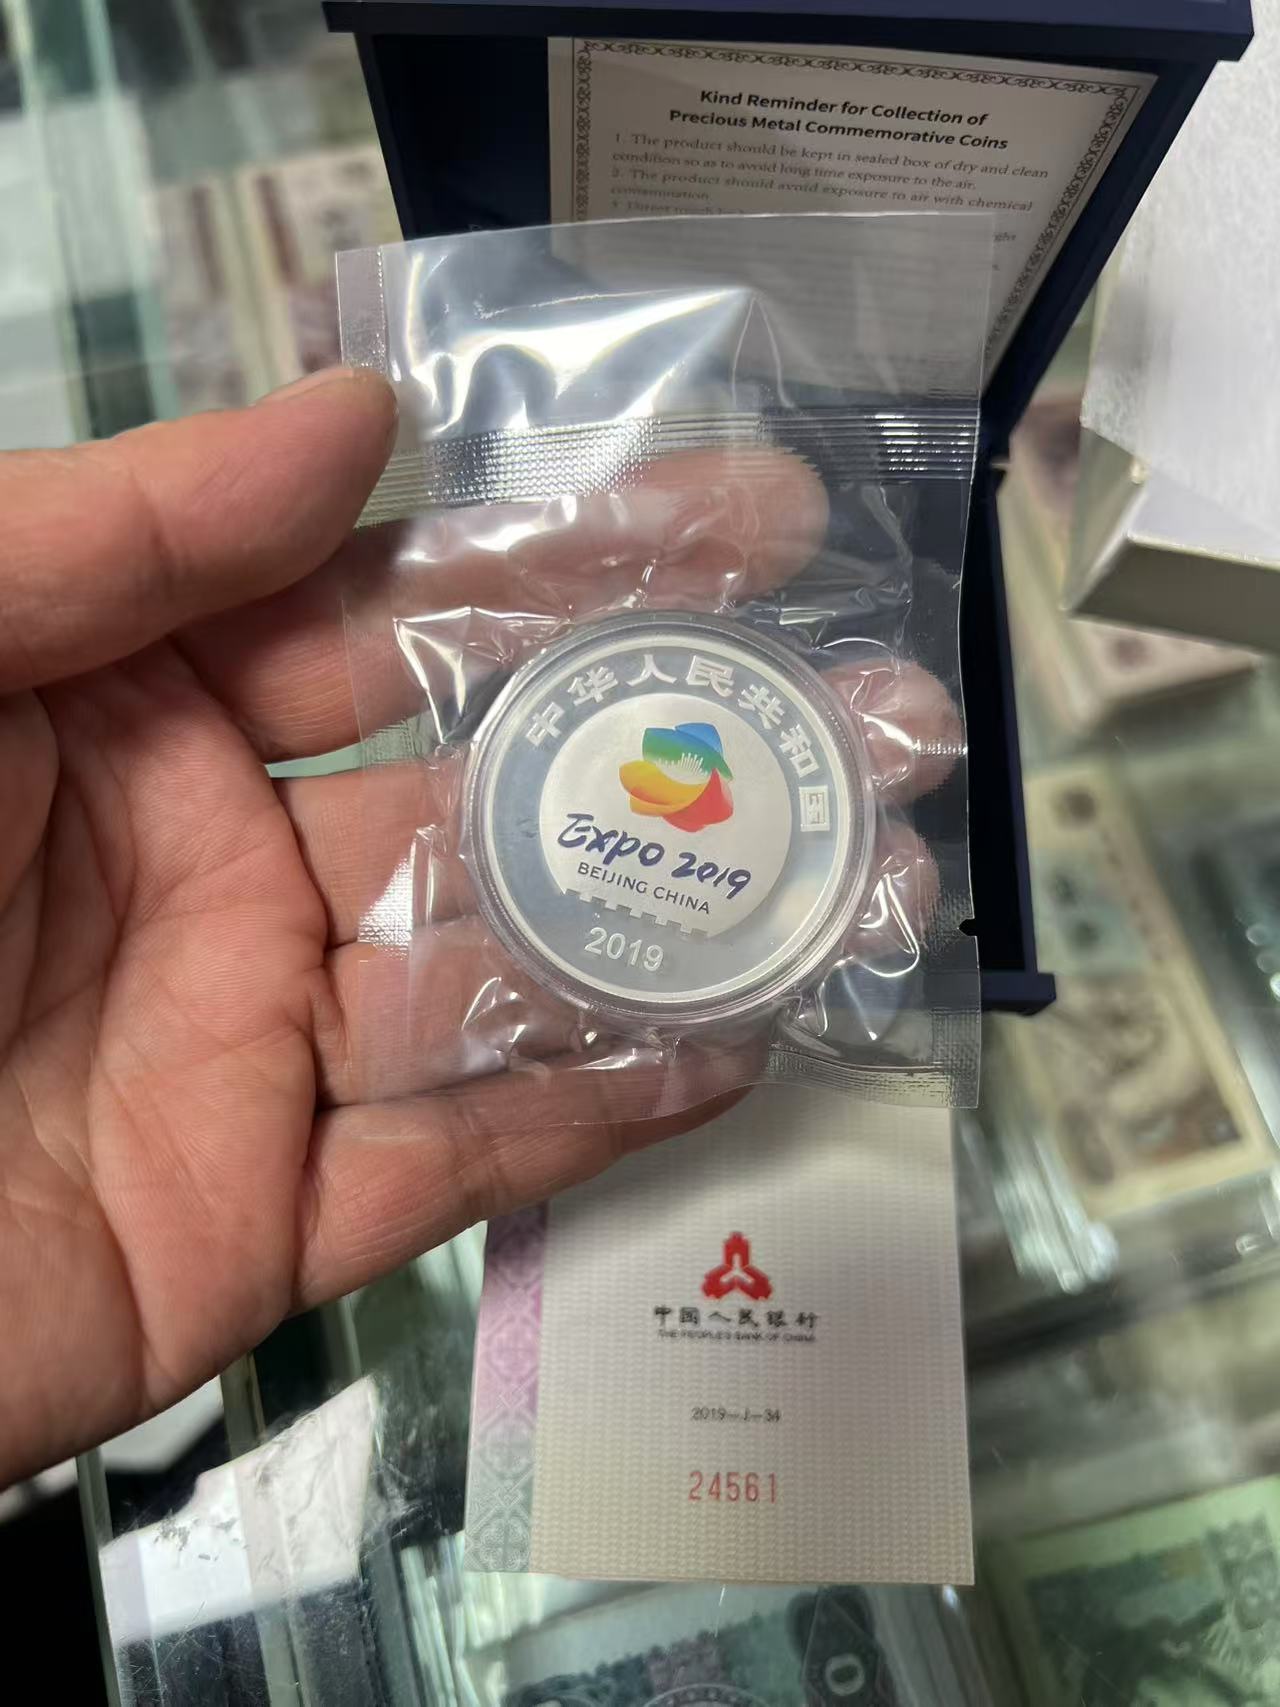 Kind Reminder for Collection of
Precious Metal Commemorative Coins
1. The product should be kept in sealed box of dry and clean
condition so as to avoid long time exposure to the air.
2. The product should avoid exposure to air with chemical
contamination.
中华人民共和国
EXPO 2019
BEIJING CHINA
2019
中国人民银行
THE PEOPLE'S BANK OF CHINA
2019-J-34
24561